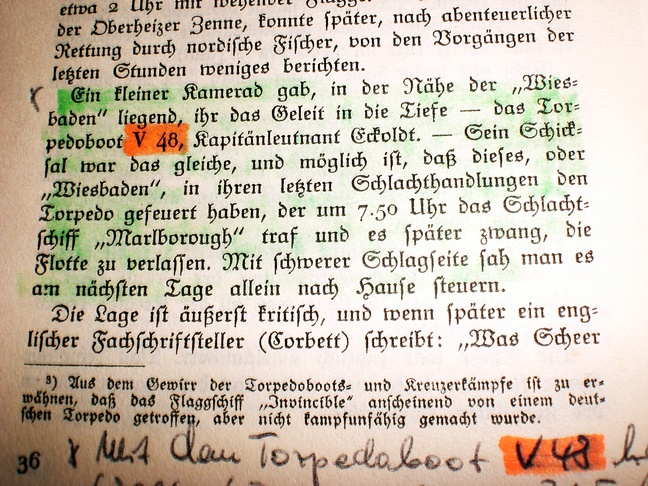 etwa 2 Uhr mit wehender Flagge
der Oberheizer Zenne, konnte später, nach abenteuerlicher
Rettung durch nordische Fischer, von den Vorgängen der
letzten Stunden weniges berichten.
Ein kleiner Kamerad gab, in der Nähe der „Wies-
baden“ liegend, ihr das Geleit in die Tiefe — das Tor-
pedoboot V 48, Kapitänleutnant Eckoldt. — Sein Schick-
sal war das gleiche, und möglich ist, daß dieses, oder
„Wiesbaden“, in ihren letzten Schlachthandlungen den
Torpedo gefeuert haben, der um 7.50 Uhr das Schlacht-
schiff „Marlborough“ traf und es später zwang, die
Flotte zu verlassen. Mit schwerer Schlagseite sah man es
am nächsten Tage allein nach Hause steuern.
Die Lage ist äußerst kritisch, und wenn später ein eng-
lischer Fachschriftsteller (Corbett) schreibt: „Was Scheer
³) Aus dem Gewirr der Torpedoboots- und Kreuzerkämpfe ist zu er-
wähnen, daß das Flaggschiff „Invincible“ anscheinend von einem deut-
schen Torpedo getroffen, aber nicht kampfunfähig gemacht wurde.
x Mit dem Torpedoboot V 48
36